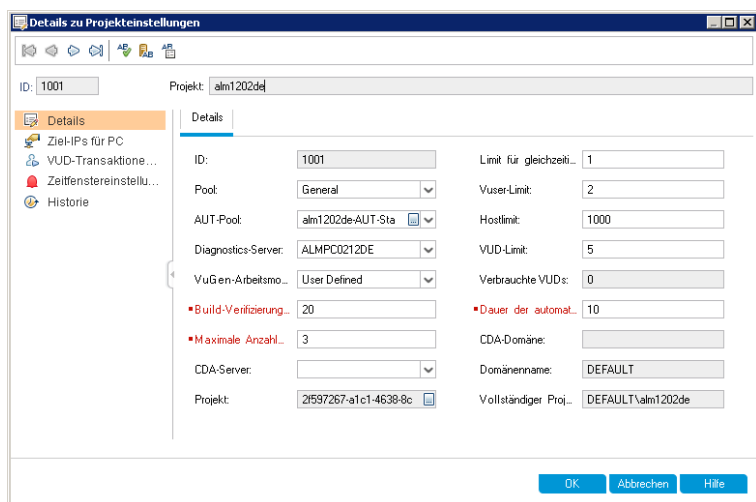 Details zu Projekteinstellungen
ID: 1001 Projekt: alm1202de
Details
Ziel-IPs für PC
VUD-Transaktione...
Zeitfenstereinstellu...
Historie
Details
ID: 1001 Limit für gleichzeiti... 1
Pool: General Vuser-Limit: 2
AUT-Pool: alm1202de-AUT-Sta Hostlimit: 1000
Diagnostics-Server: ALMPC0212DE VUD-Limit: 5
VuGen-Arbeitsmo... User Defined Verbrauchte VUDs: 0
Build-Verifizierung... 20 Dauer der automat... 10
Maximale Anzahl... 3 CDA-Domäne:
CDA-Server: Domänenname: DEFAULT
Projekt: 2f597267-a1c1-4638-8c Vollständiger Proj... DEFAULT\alm1202de
OK Abbrechen Hilfe